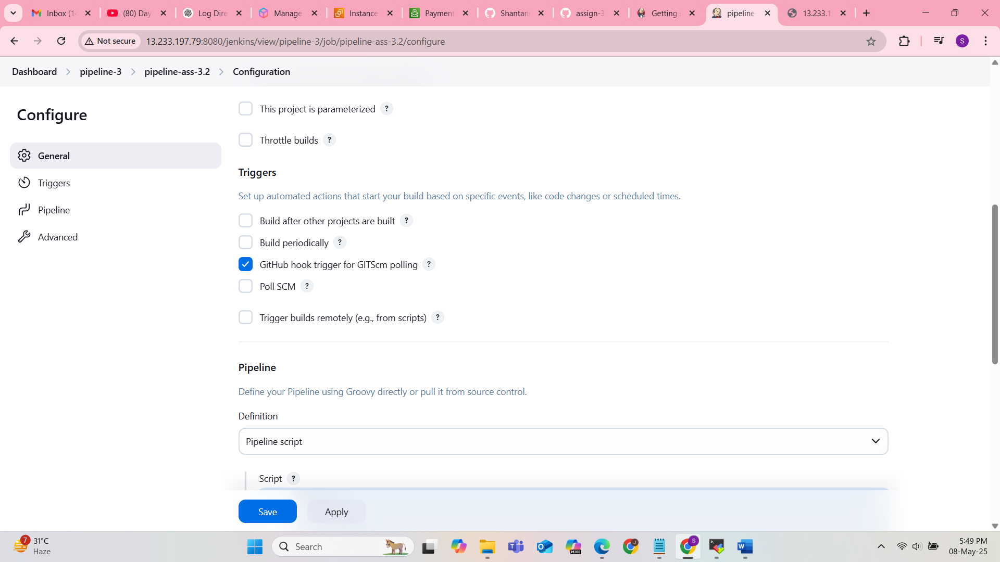 Inbox (14
(80) Day
Log Dire
Manage
Instance
Payment
Shantan
assign-3
Getting s
pipeline-
13.233.1
Not secure
13.233.197.79:8080/jenkins/view/pipeline-3/job/pipeline-ass-3.2/configure
S
Dashboard > pipeline-3 > pipeline-ass-3.2 > Configuration
Configure
General
Triggers
Pipeline
Advanced
This project is parameterized ?
Throttle builds ?
Triggers
Set up automated actions that start your build based on specific events, like code changes or scheduled times.
Build after other projects are built ?
Build periodically ?
GitHub hook trigger for GITScm polling ?
Poll SCM ?
Trigger builds remotely (e.g., from scripts) ?
Pipeline
Define your Pipeline using Groovy directly or pull it from source control.
Definition
Pipeline script
Script ?
Save
Apply
7
31°C
Haze
Search
M365
J
S
5:49 PM
08-May-25